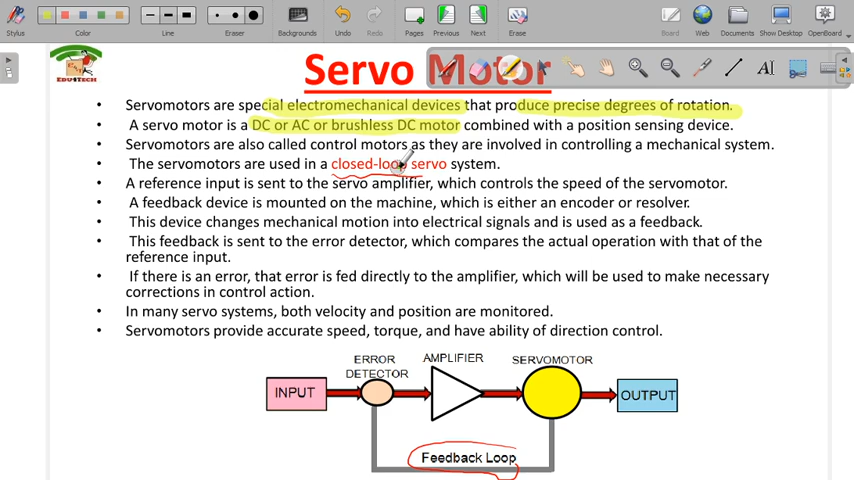 Stylus
Color
Line
Eraser
Backgrounds
Undo
Redo
Pages
Previous
Next
Erase
Board
Web
Documents
Show Desktop
OpenBoard
EDU4TECH
Servo Motor
• Servomotors are special electromechanical devices that produce precise degrees of rotation.
• A servo motor is a DC or AC or brushless DC motor combined with a position sensing device.
• Servomotors are also called control motors as they are involved in controlling a mechanical system.
• The servomotors are used in a closed-loop servo system.
• A reference input is sent to the servo amplifier, which controls the speed of the servomotor.
• A feedback device is mounted on the machine, which is either an encoder or resolver.
• This device changes mechanical motion into electrical signals and is used as a feedback.
• This feedback is sent to the error detector, which compares the actual operation with that of the
reference input.
• If there is an error, that error is fed directly to the amplifier, which will be used to make necessary
corrections in control action.
• In many servo systems, both velocity and position are monitored.
• Servomotors provide accurate speed, torque, and have ability of direction control.
ERROR
DETECTOR
AMPLIFIER
SERVOMOTOR
INPUT
OUTPUT
Feedback Loop